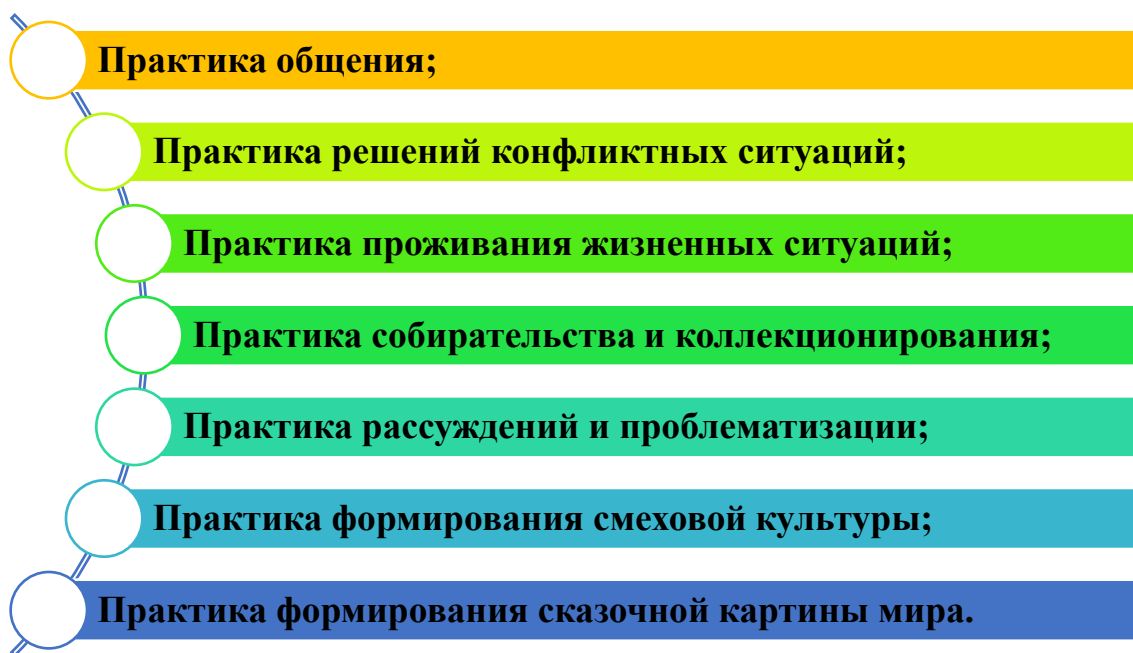 Практика общения;
Практика решений конфликтных ситуаций;
Практика проживания жизненных ситуаций;
Практика собирательства и коллекционирования;
Практика рассуждений и проблематизации;
Практика формирования смеховой культуры;
Практика формирования сказочной картины мира.